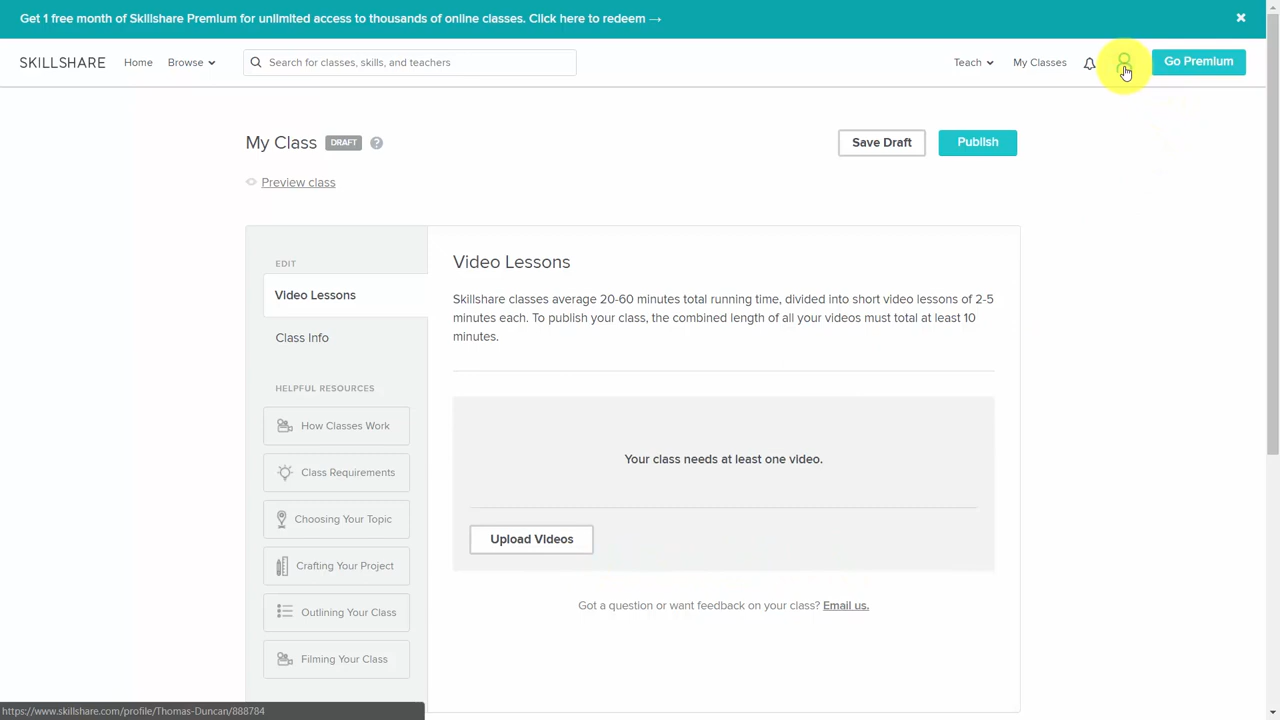 Get 1 free month of Skillshare Premium for unlimited access to thousands of online classes. Click here to redeem →
SKILLSHARE Home Browse Search for classes, skills, and teachers Teach My Classes Go Premium
My Class DRAFT ? Save Draft Publish
Preview class
EDIT
Video Lessons
Class Info
HELPFUL RESOURCES
How Classes Work
Class Requirements
Choosing Your Topic
Crafting Your Project
Outlining Your Class
Filming Your Class
Video Lessons
Skillshare classes average 20-60 minutes total running time, divided into short video lessons of 2-5
minutes each. To publish your class, the combined length of all your videos must total at least 10
minutes.
Your class needs at least one video.
Upload Videos
Got a question or want feedback on your class? Email us.
https://www.skillshare.com/profile/Thomas-Duncan/888784